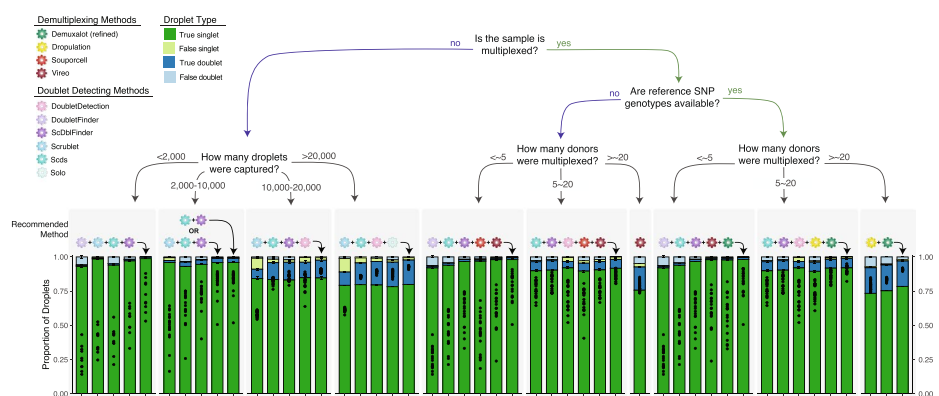 Demultiplexing Methods
Demuxalot (refined)
Dropulation
Souporcell
Vireo
Doublet Detecting Methods
DoubletDetection
DoubletFinder
ScDblFinder
Scrublet
Scds
Solo
Droplet Type
True singlet
False singlet
True doublet
False doublet
Is the sample is
multiplexed?
no
yes
Are reference SNP
genotypes available?
no
yes
How many droplets
were captured?
<2,000
2,000-10,000
10,000-20,000
>20,000
How many donors
were multiplexed?
<~5
5~20
>~20
How many donors
were multiplexed?
<~5
5~20
>~20
Recommended
Method
+
OR
+ + + + + + + + + + + + + + + + + + + + + + + + + + + + + + +
Proportion of Droplets
1.00
0.75
0.50
0.25
0.00
1.00
0.75
0.50
0.25
0.00